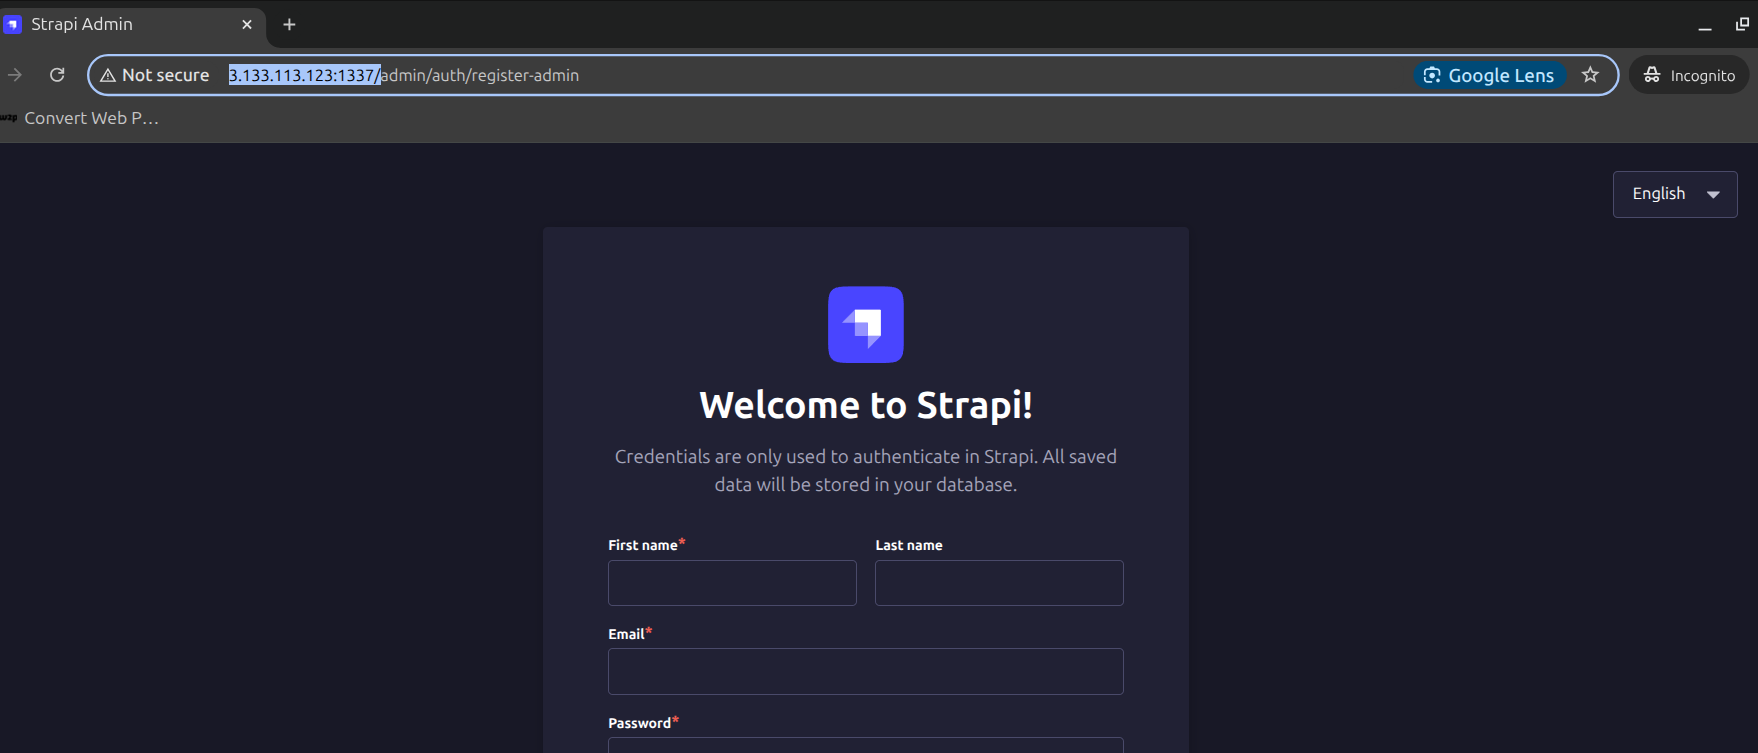 Strapi Admin
Not secure 3.133.113.123:1337/admin/auth/register-admin Google Lens Incognito
Convert Web P…
English
Welcome to Strapi!
Credentials are only used to authenticate in Strapi. All saved
data will be stored in your database.
First name* Last name
Email*
Password*